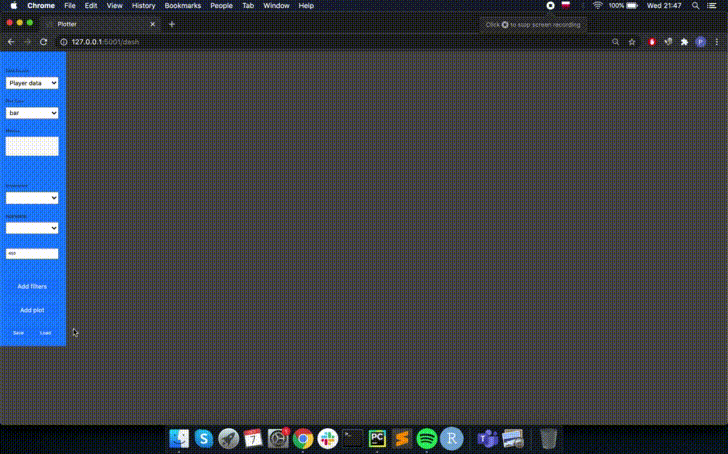 Chrome File Edit View History Bookmarks People Tab Window Help 100% Wed 21:47
Plotter
Click to stop screen recording
127.0.0.1:5001/dash
Player data
bar
Add filters
Add plot
Save Load